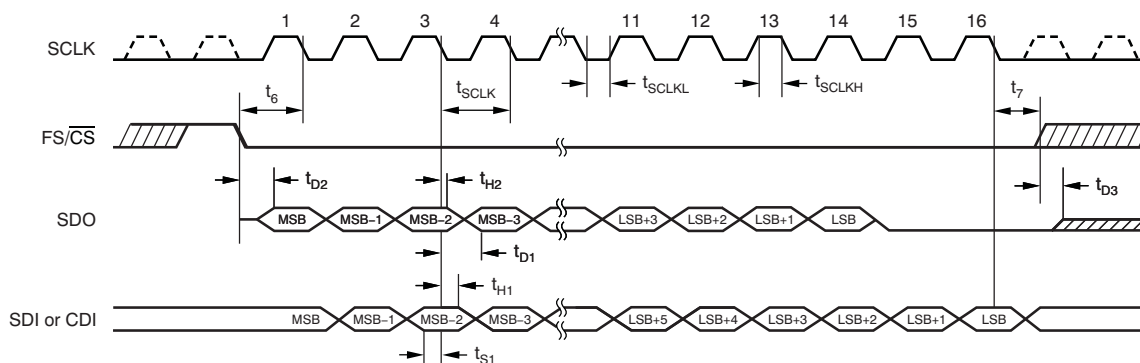 1 2 3 4 11 12 13 14 15 16
SCLK
t6 tSCLK tSCLKL tSCLKH t7
FS/CS
tD2 tH2 tD3
SDO MSB MSB–1 MSB–2 MSB–3 LSB+3 LSB+2 LSB+1 LSB
tD1
tH1
SDI or CDI MSB MSB–1 MSB–2 MSB–3 LSB+5 LSB+4 LSB+3 LSB+2 LSB+1 LSB
tS1